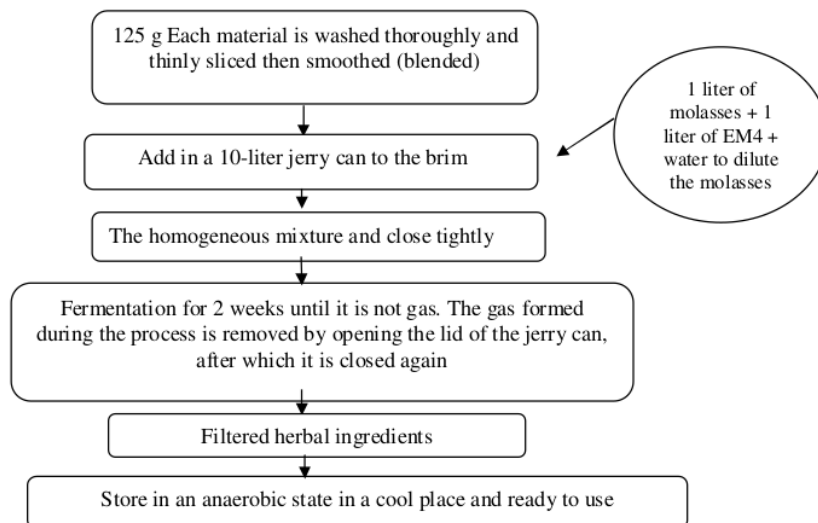 125 g Each material is washed thoroughly and
thinly sliced then smoothed (blended)
1 liter of
molasses + 1
liter of EM4 +
water to dilute
the molasses
Add in a 10-liter jerry can to the brim
The homogeneous mixture and close tightly
Fermentation for 2 weeks until it is not gas. The gas formed
during the process is removed by opening the lid of the jerry can,
after which it is closed again
Filtered herbal ingredients
Store in an anaerobic state in a cool place and ready to use